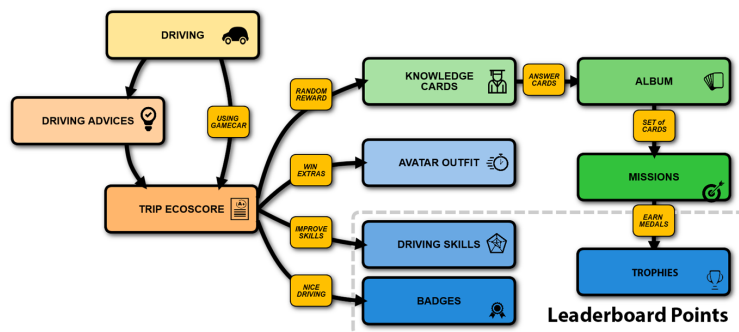 DRIVING
DRIVING ADVICES
USING
GAMECAR
TRIP ECOSCORE
A+
RANDOM
REWARD
KNOWLEDGE
CARDS
ANSWER
CARDS
ALBUM
SET of
CARDS
WIN
EXTRAS
AVATAR OUTFIT
MISSIONS
IMPROVE
SKILLS
DRIVING SKILLS
EARN
MEDALS
NICE
DRIVING
BADGES
TROPHIES
Leaderboard Points